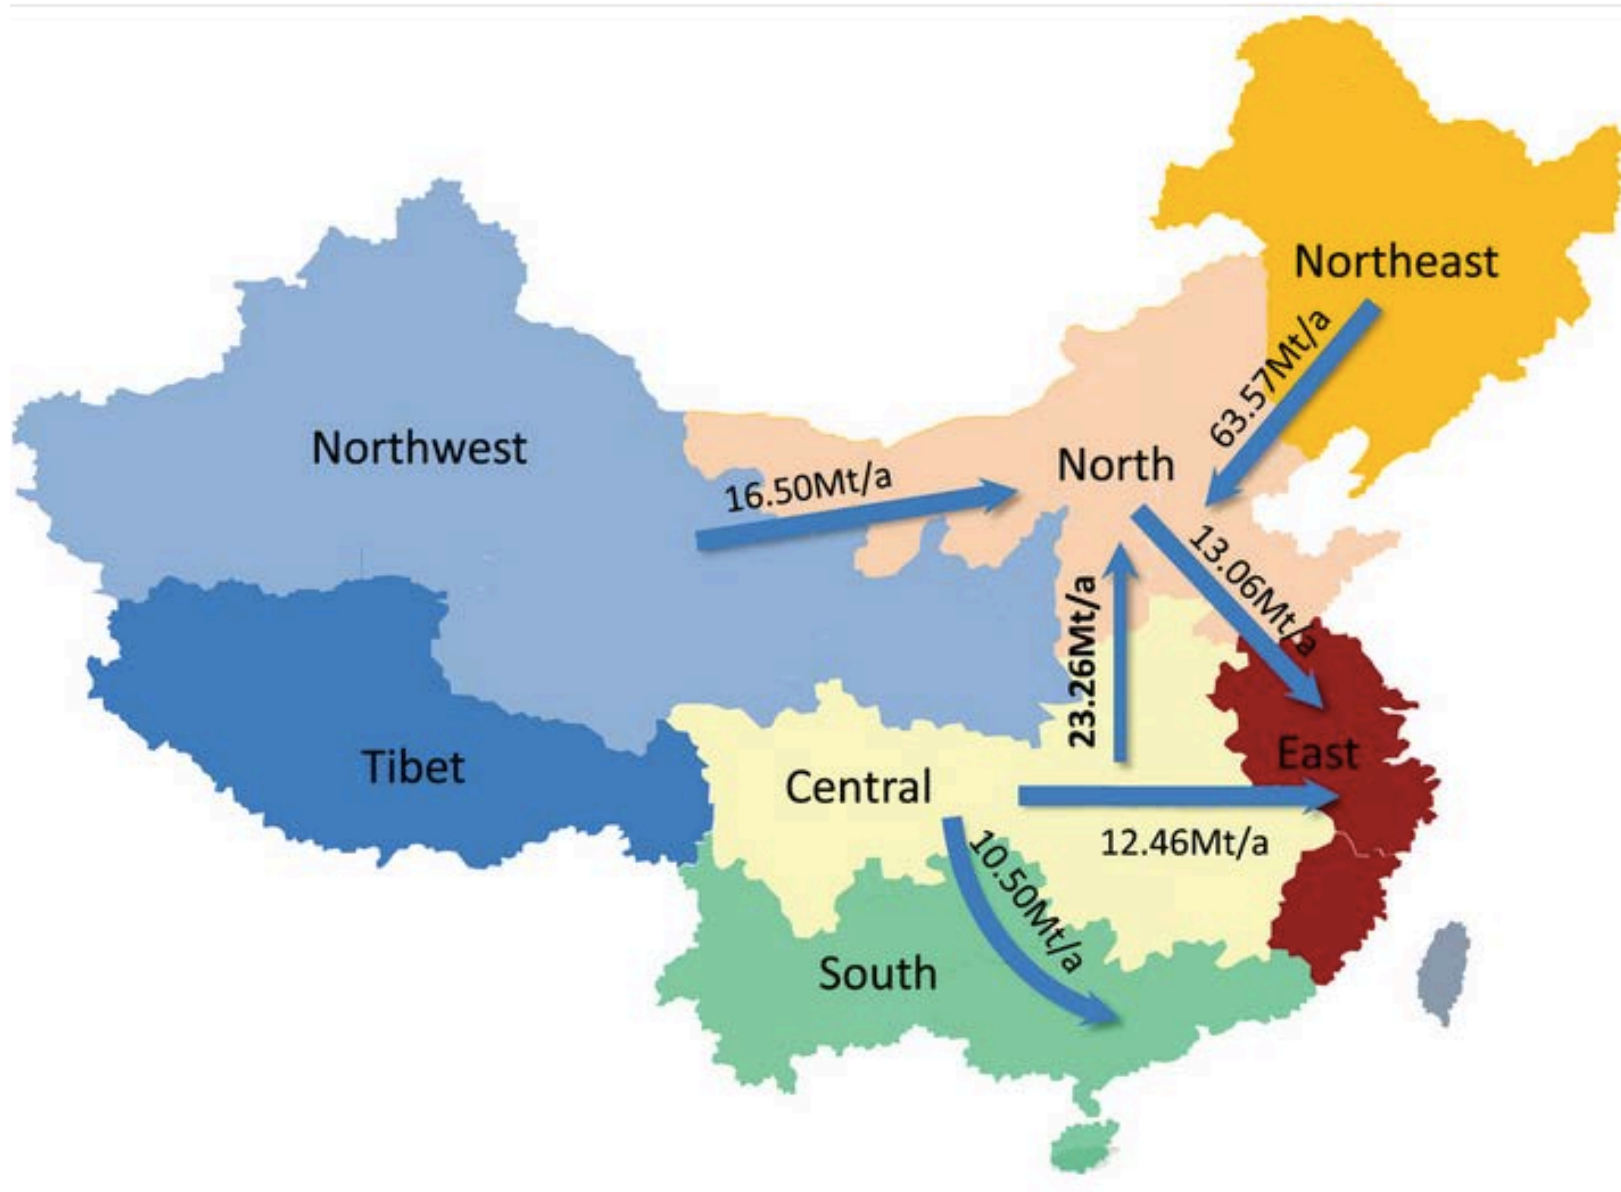 Northeast
63.57Mt/a
Northwest
North
16.50Mt/a
13.06Mt/a
23.26Mt/a
Tibet
Central
East
12.46Mt/a
10.50Mt/a
South